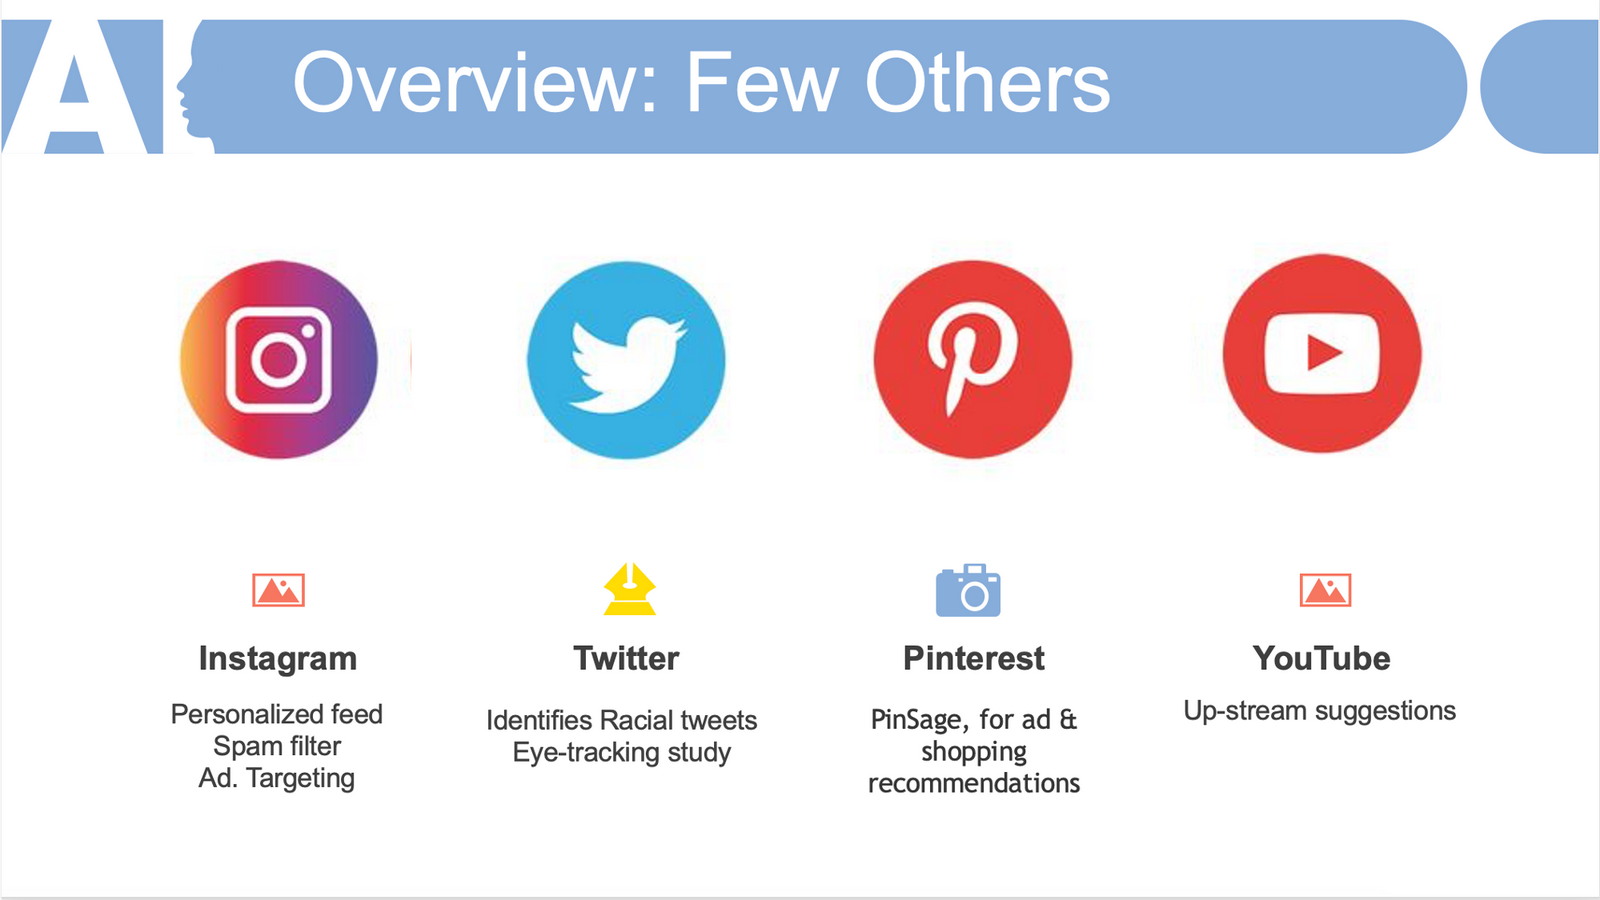 AI
Overview: Few Others
Instagram
Personalized feed
Spam filter
Ad. Targeting
Twitter
Identifies Racial tweets
Eye-tracking study
Pinterest
PinSage, for ad &
shopping
recommendations
YouTube
Up-stream suggestions